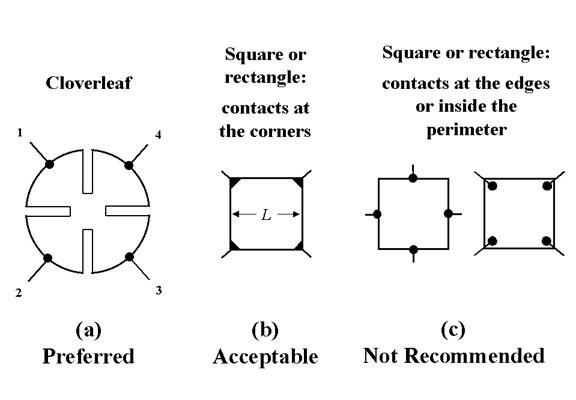 Cloverleaf
1
4
2
3
(a)
Preferred
Square or
rectangle:
contacts at
the corners
L
(b)
Acceptable
Square or rectangle:
contacts at the edges
or inside the
perimeter
(c)
Not Recommended